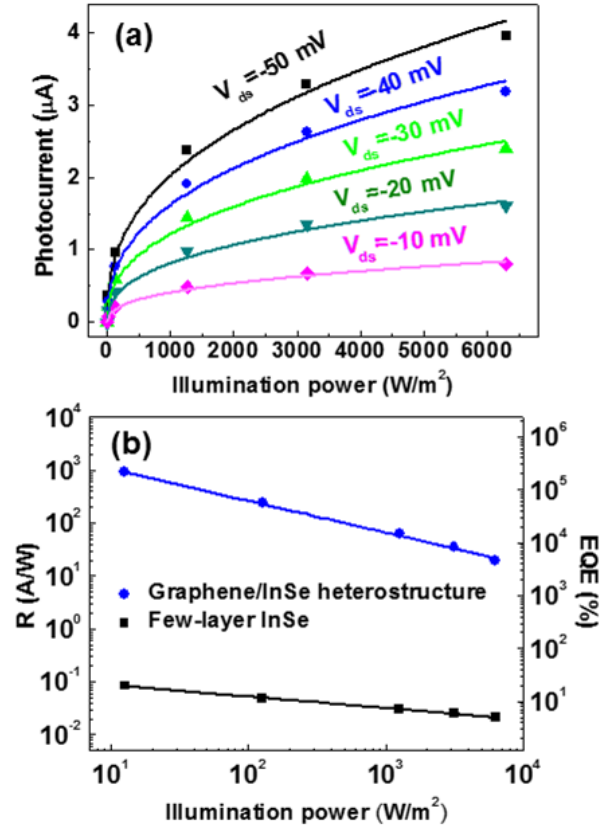 (a)
4
3
2
1
0
Photocurrent (μA)
V_ds=-50 mV
V_ds=-40 mV
V_ds=-30 mV
V_ds=-20 mV
V_ds=-10 mV
0 1000 2000 3000 4000 5000 6000
Illumination power (W/m²)
(b)
10⁴
10³
10²
10¹
10⁰
10⁻¹
10⁻²
R (A/W)
Graphene/InSe heterostructure
Few-layer InSe
10⁶
10⁵
10⁴
10³
10²
10¹
EQE (%)
10¹ 10² 10³ 10⁴
Illumination power (W/m²)